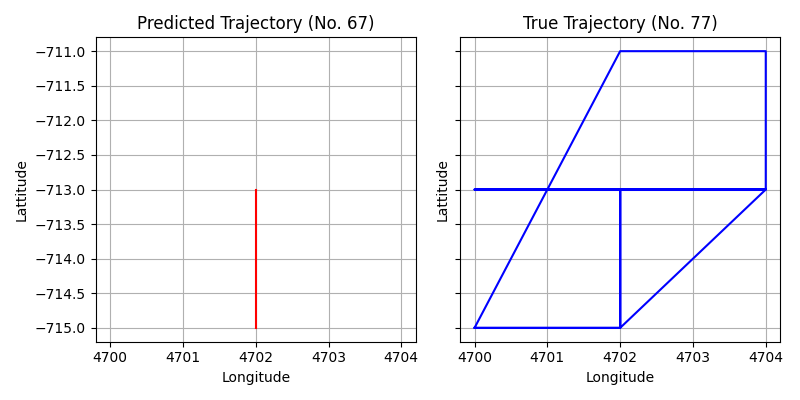 Predicted Trajectory (No. 67)
True Trajectory (No. 77)
Lattitude
−711.0
−711.5
−712.0
−712.5
−713.0
−713.5
−714.0
−714.5
−715.0
4700 4701 4702 4703 4704
Longitude
Lattitude
4700 4701 4702 4703 4704
Longitude